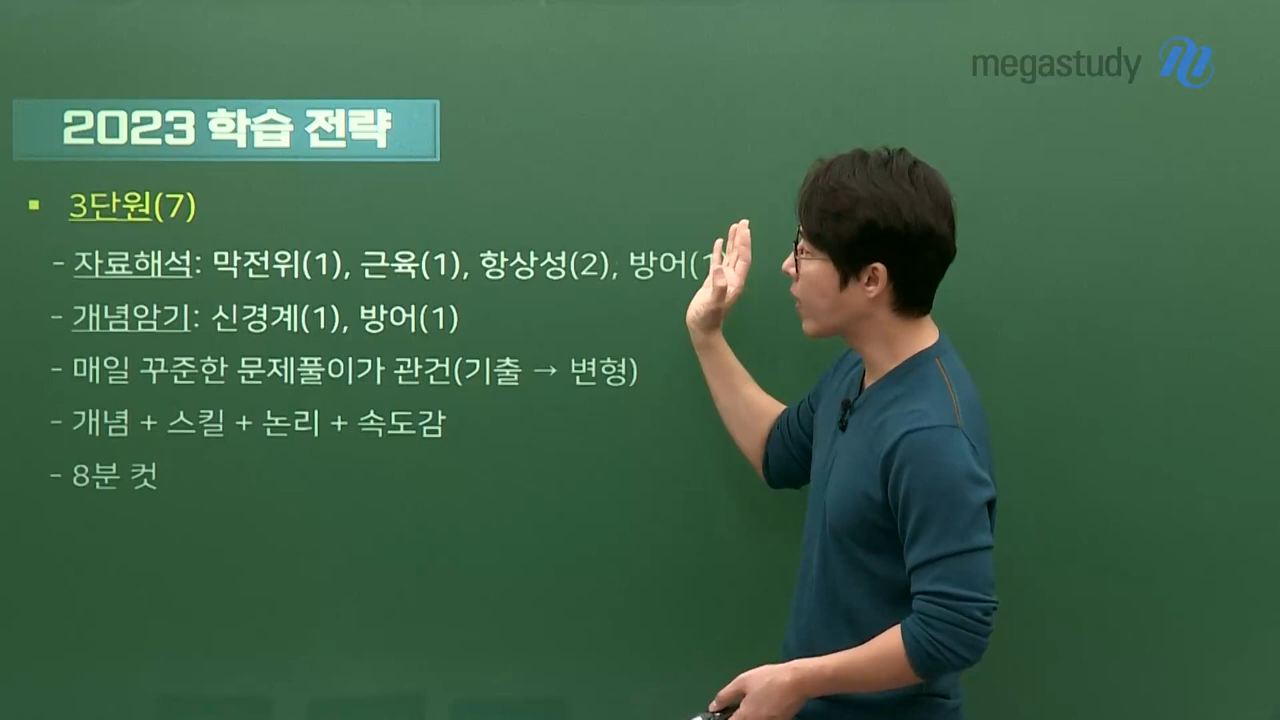 megastudy
2023 학습 전략
▪ 3단원(7)
- 자료해석: 막전위(1), 근육(1), 항상성(2), 방어(1
- 개념암기: 신경계(1), 방어(1)
- 매일 꾸준한 문제풀이가 관건(기출 → 변형)
- 개념 + 스킬 + 논리 + 속도감
- 8분 컷